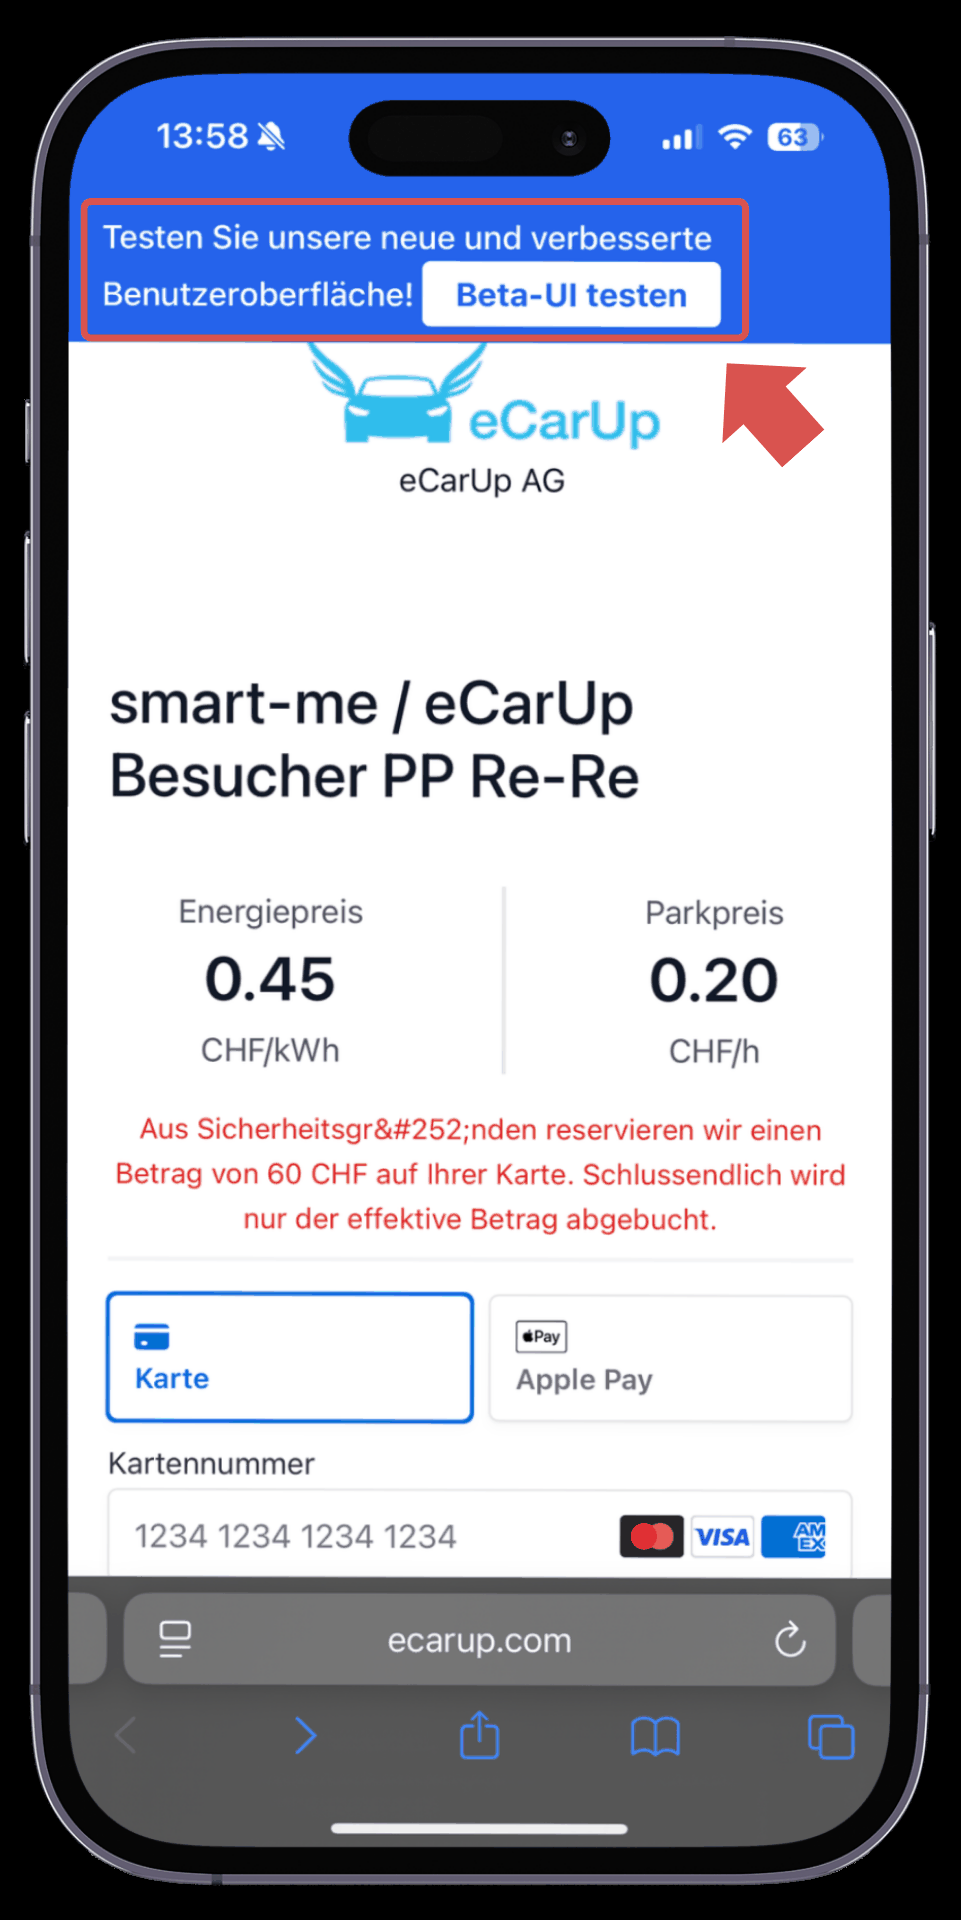 13:58
63
Testen Sie unsere neue und verbesserte
Benutzeroberfläche! Beta-UI testen
eCarUp
eCarUp AG
smart-me / eCarUp
Besucher PP Re-Re
Energiepreis
Parkpreis
0.45
0.20
CHF/kWh
CHF/h
Aus Sicherheitsgr&#252;nden reservieren wir einen
Betrag von 60 CHF auf Ihrer Karte. Schlussendlich wird
nur der effektive Betrag abgebucht.
Pay
Karte
Apple Pay
Kartennummer
1234 1234 1234 1234
VISA
AM
EX
ecarup.com